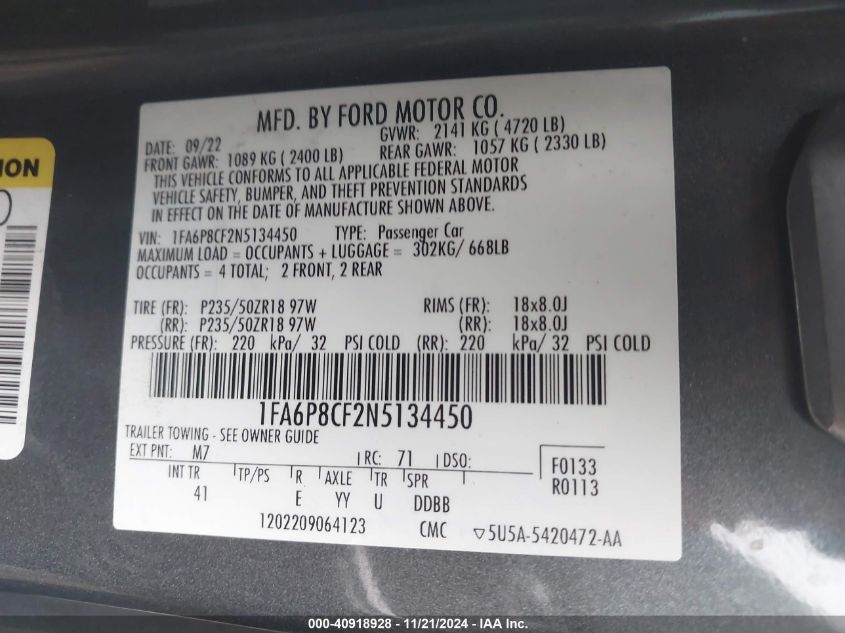 MFD. BY FORD MOTOR CO.
DATE: 09/22 GVWR: 2141 KG ( 4720 LB)
FRONT GAWR: 1089 KG ( 2400 LB) REAR GAWR: 1057 KG ( 2330 LB)
THIS VEHICLE CONFORMS TO ALL APPLICABLE FEDERAL MOTOR
VEHICLE SAFETY, BUMPER, AND THEFT PREVENTION STANDARDS
IN EFFECT ON THE DATE OF MANUFACTURE SHOWN ABOVE.
VIN: 1FA6P8CF2N5134450 TYPE: Passenger Car
MAXIMUM LOAD = OCCUPANTS + LUGGAGE = 302KG/ 668LB
OCCUPANTS = 4 TOTAL; 2 FRONT, 2 REAR
TIRE (FR): P235/50ZR18 97W RIMS (FR): 18x8.0J
(RR): P235/50ZR18 97W (RR): 18x8.0J
PRESSURE (FR): 220 kPa/ 32 PSI COLD (RR): 220 kPa/ 32 PSI COLD
1FA6P8CF2N5134450
TRAILER TOWING - SEE OWNER GUIDE
EXT PNT: M7 RC: 71 DSO: F0133
INT TR TP/PS R AXLE TR SPR R0113
41 E YY U DDBB
1202209064123 CMC ▽5U5A-5420472-AA
ION
000-40918928 - 11/21/2024 - IAA Inc.